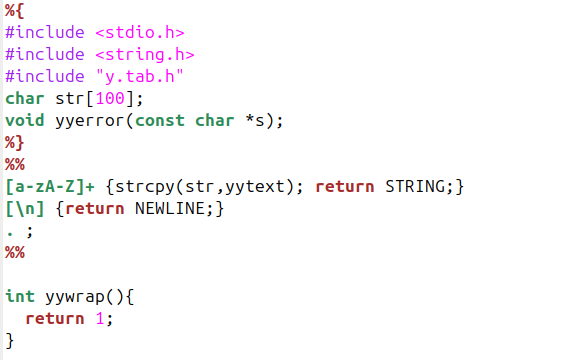 %{
#include <stdio.h>
#include <string.h>
#include "y.tab.h"
char str[100];
void yyerror(const char *s);
%}
%%
[a-zA-Z]+ {strcpy(str,yytext); return STRING;}
[\n] {return NEWLINE;}
. ;
%%

int yywrap(){
  return 1;
}